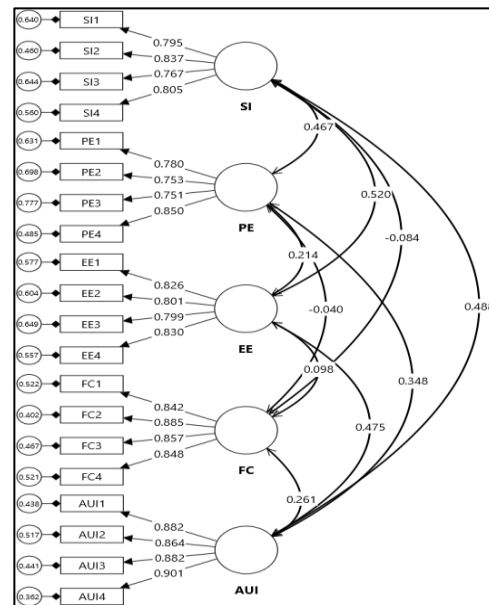 0.640 SI1
0.795
0.460 SI2
0.837
0.644 SI3
0.767
0.560 SI4
0.805
SI
0.631 PE1
0.467
0.780
0.698 PE2
0.753
0.777 PE3
0.751
0.485 PE4
0.850
PE
0.520
-0.084
0.577 EE1
0.214
0.826
0.604 EE2
0.801
0.649 EE3
0.799
0.557 EE4
0.830
EE
-0.040
0.488
0.522 FC1
0.098
0.348
0.842
0.402 FC2
0.885
0.467 FC3
0.857
0.521 FC4
0.848
FC
0.475
0.438 AUI1
0.261
0.882
0.517 AUI2
0.864
0.441 AUI3
0.882
0.362 AUI4
0.901
AUI